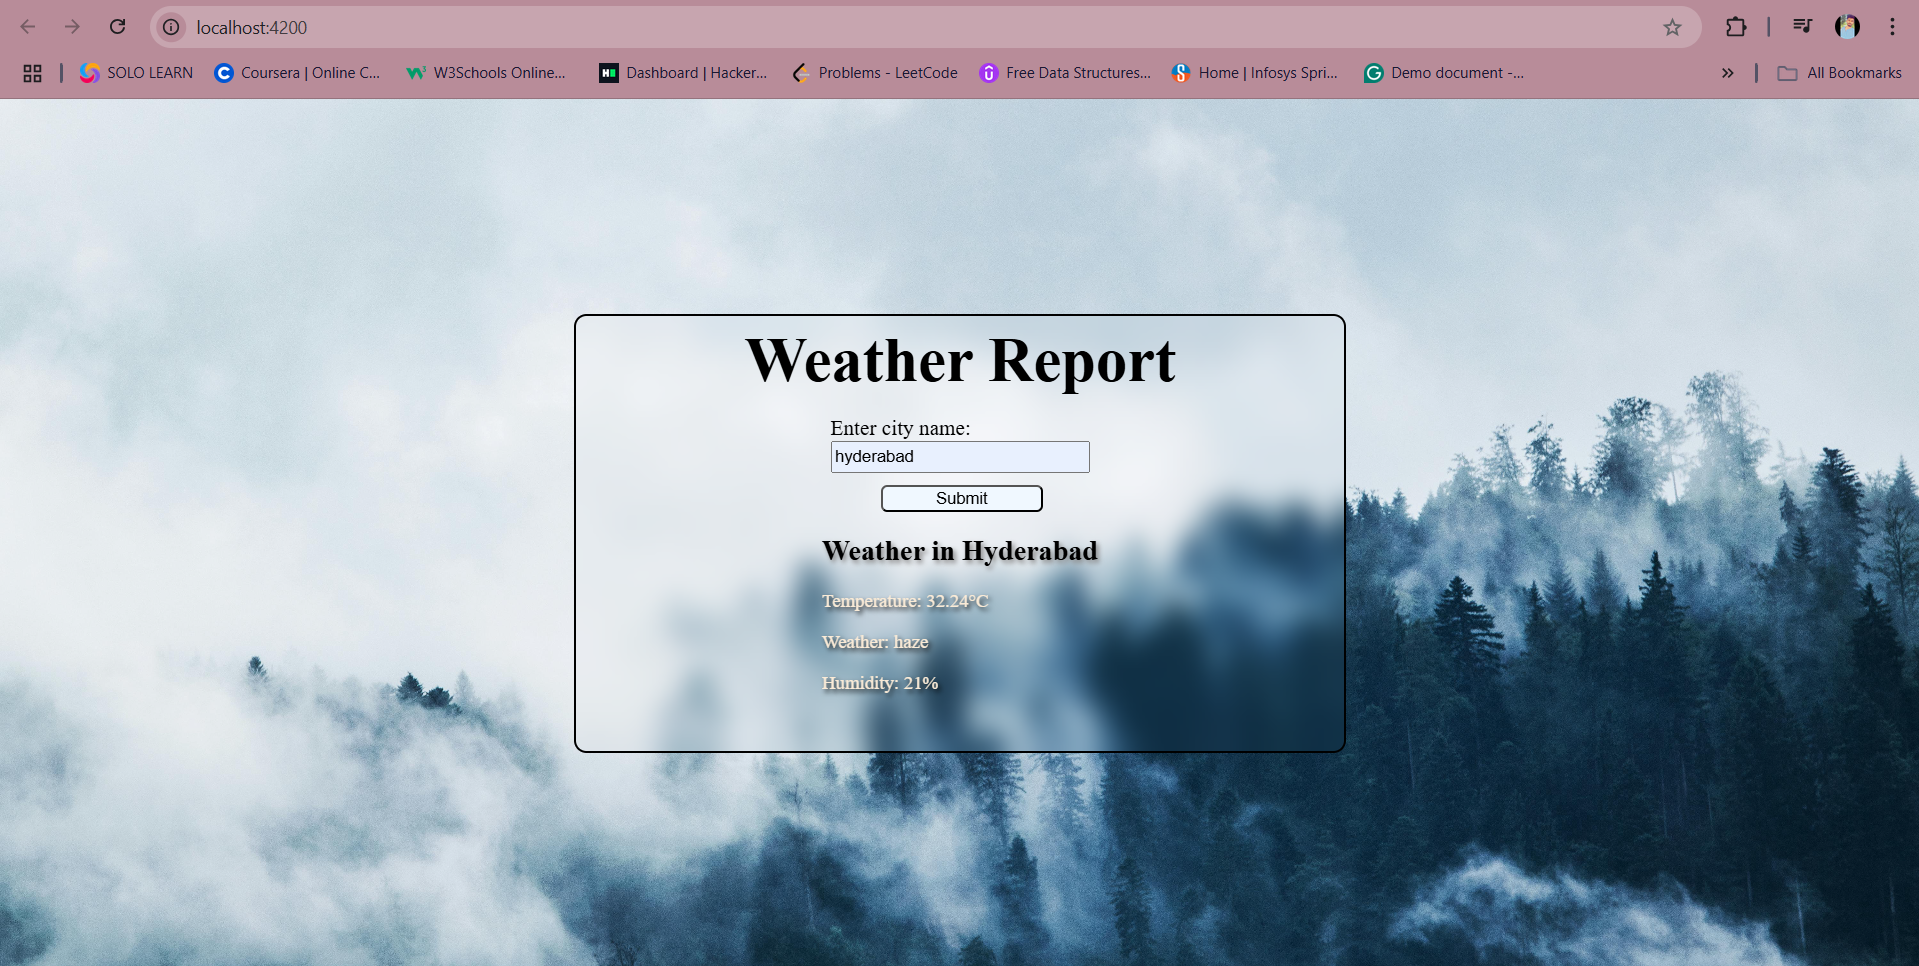 localhost:4200
SOLO LEARN Coursera | Online C... W3Schools Online... Dashboard | Hacker... Problems - LeetCode Free Data Structures... Home | Infosys Spri... Demo document -... » All Bookmarks
Weather Report
Enter city name:
hyderabad
Submit
Weather in Hyderabad
Temperature: 32.24°C
Weather: haze
Humidity: 21%